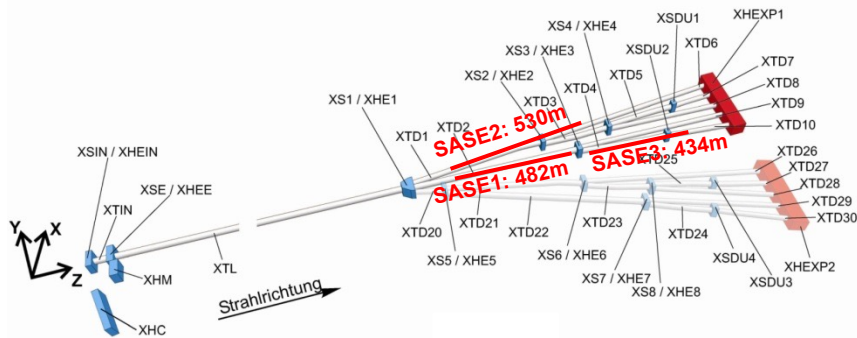 XS4 / XHE4
XSDU1
XHEXP1
XS3 / XHE3
XSDU2
XTD6
XS2 / XHE2
XTD5
XTD7
XTD4
XTD8
XS1 / XHE1
XTD3
XTD9
XTD2
SASE2: 530m
XTD10
XTD1
XSIN / XHEIN
SASE1: 482m
SASE3: 434m
XTD25
XTD26
XSE / XHEE
XTD27
XTIN
XTD28
XTD20
XTD21
XTD23
XTD29
Y
X
XTD22
XTD24
XTD30
Z
XHM
XTL
XS5 / XHE5
XS6 / XHE6
XSDU4
XHEXP2
XS7 / XHE7
XSDU3
Strahlrichtung
XS8 / XHE8
XHC